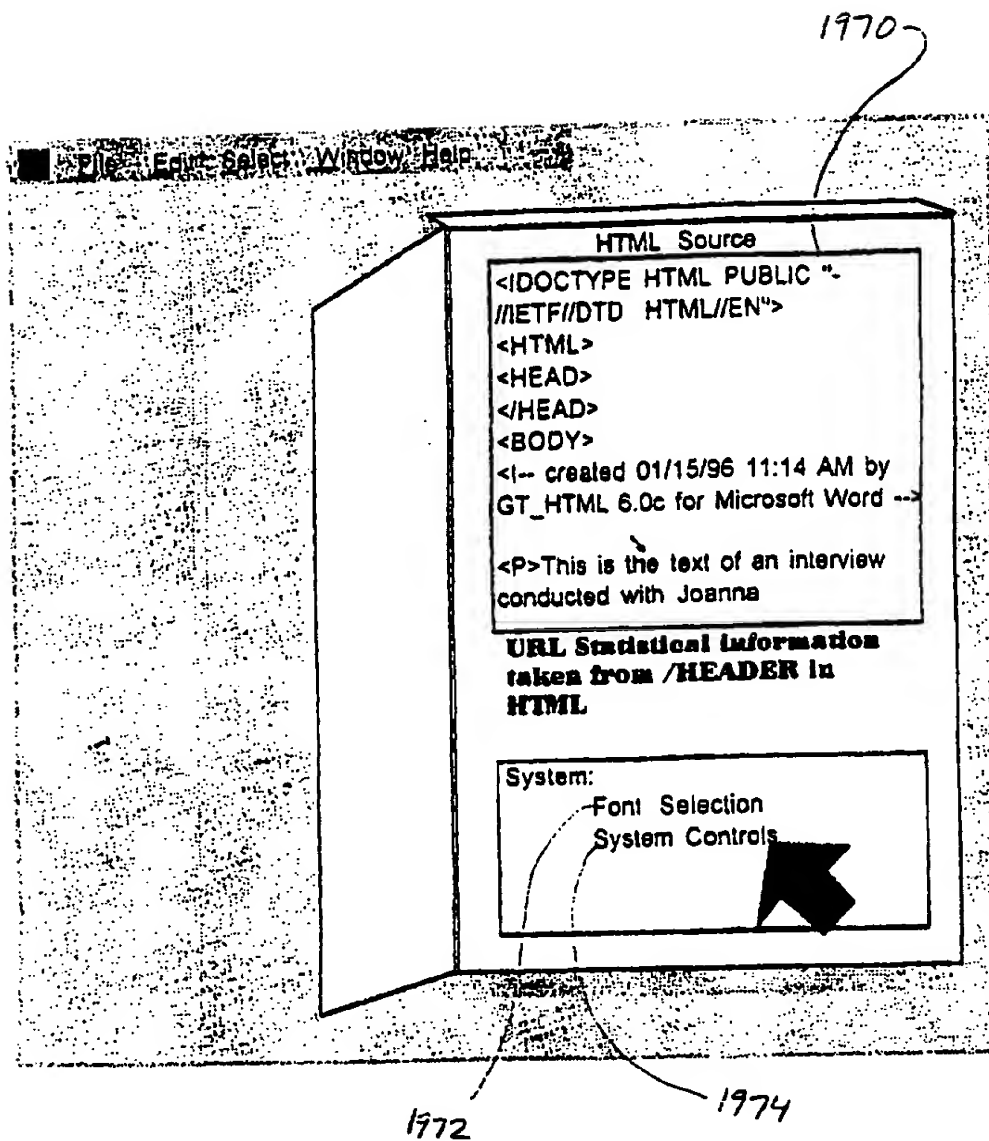 1970
File Edit Select Window Help
HTML Source
<!DOCTYPE HTML PUBLIC "-
//IETF//DTD HTML//EN">
<HTML>
<HEAD>
</HEAD>
<BODY>
<!-- created 01/15/96 11:14 AM by
GT_HTML 6.0c for Microsoft Word -->
<P>This is the text of an interview
conducted with Joanna
URL Statistical information
taken from /HEADER in
HTML
System:
Font Selection
System Controls
1972
1974